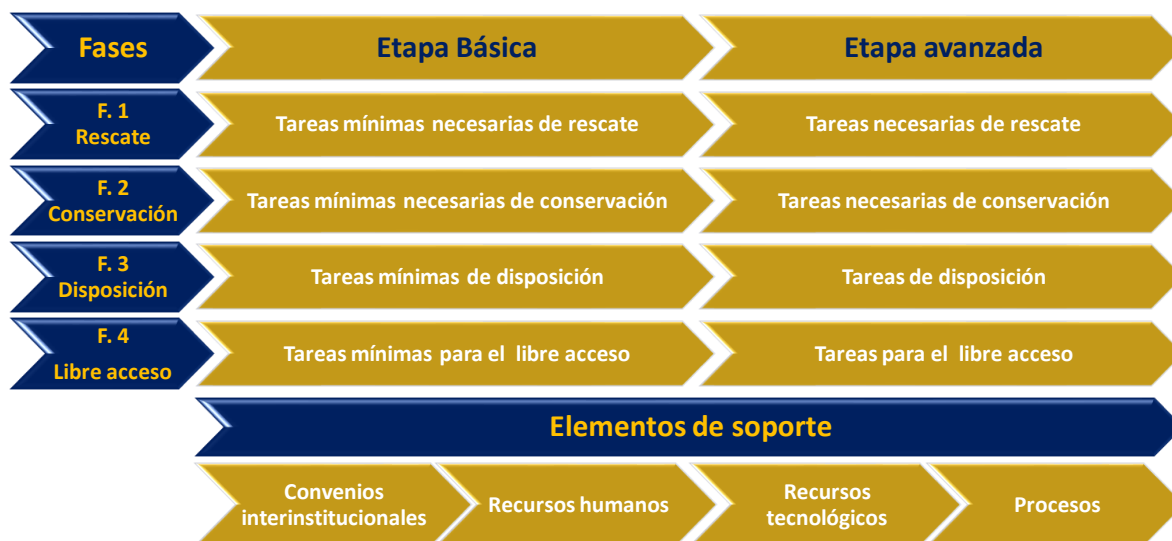 Fases
Etapa Básica
Etapa avanzada
F. 1
Rescate
Tareas mínimas necesarias de rescate
Tareas necesarias de rescate
F. 2
Conservación
Tareas mínimas necesarias de conservación
Tareas necesarias de conservación
F. 3
Disposición
Tareas mínimas de disposición
Tareas de disposición
F. 4
Libre acceso
Tareas mínimas para el libre acceso
Tareas para el libre acceso
Elementos de soporte
Convenios
interinstitucionales
Recursos humanos
Recursos
tecnológicos
Procesos